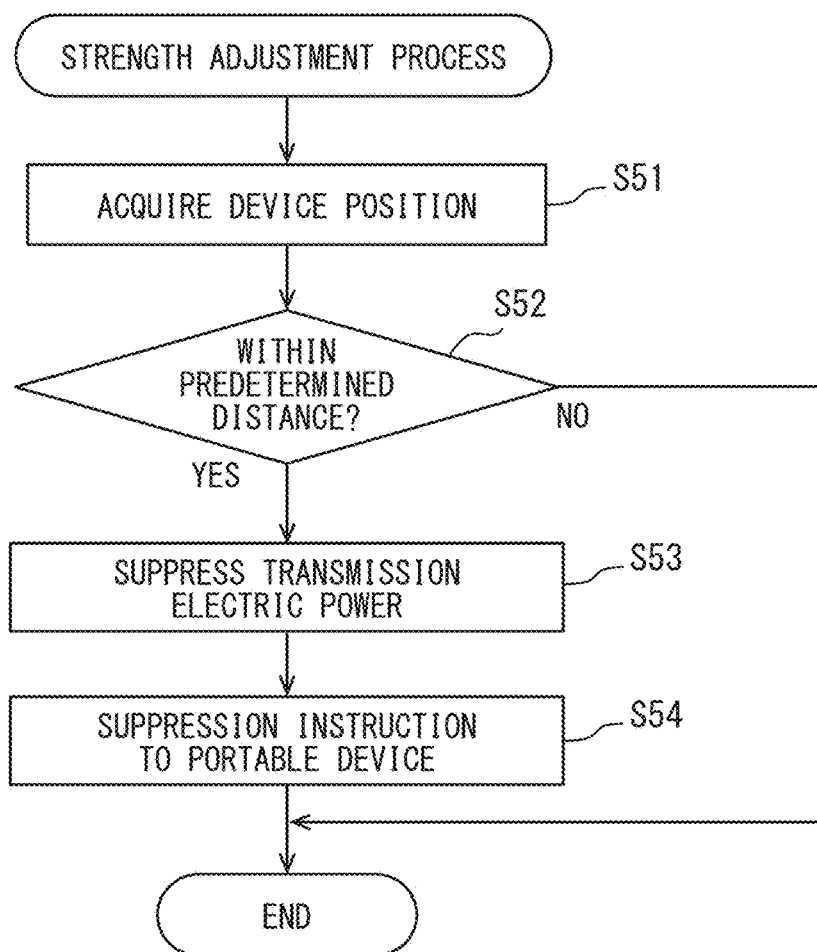 STRENGTH ADJUSTMENT PROCESS
ACQUIRE DEVICE POSITION
S51
S52
WITHIN
PREDETERMINED
DISTANCE?
NO
YES
SUPPRESS TRANSMISSION
ELECTRIC POWER
S53
SUPPRESSION INSTRUCTION
TO PORTABLE DEVICE
S54
END